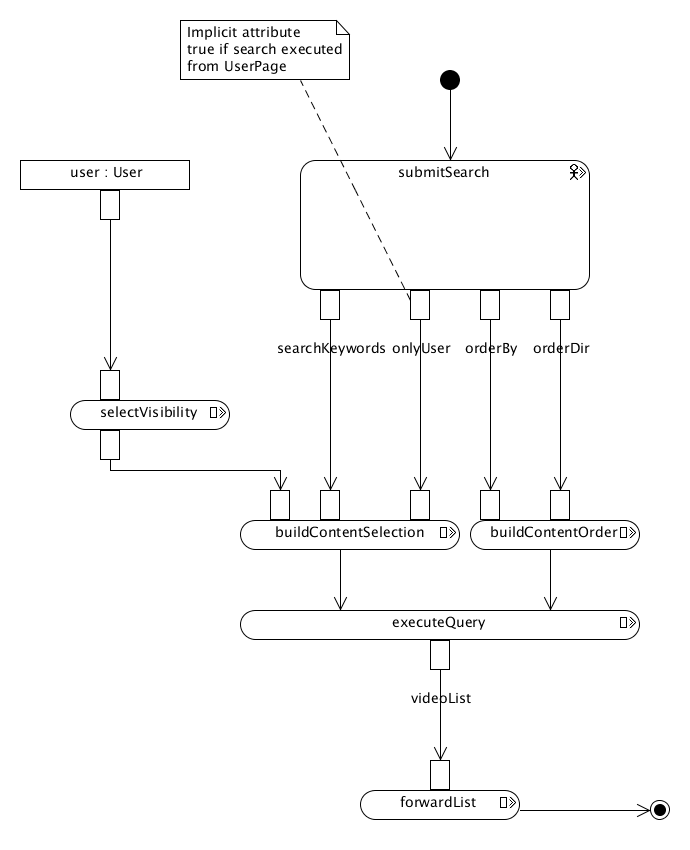 Implicit attribute
true if search executed
from UserPage
user : User
submitSearch
searchKeywords
onlyUser
orderBy
orderDir
selectVisibility
buildContentSelection
buildContentOrder
executeQuery
videoList
forwardList